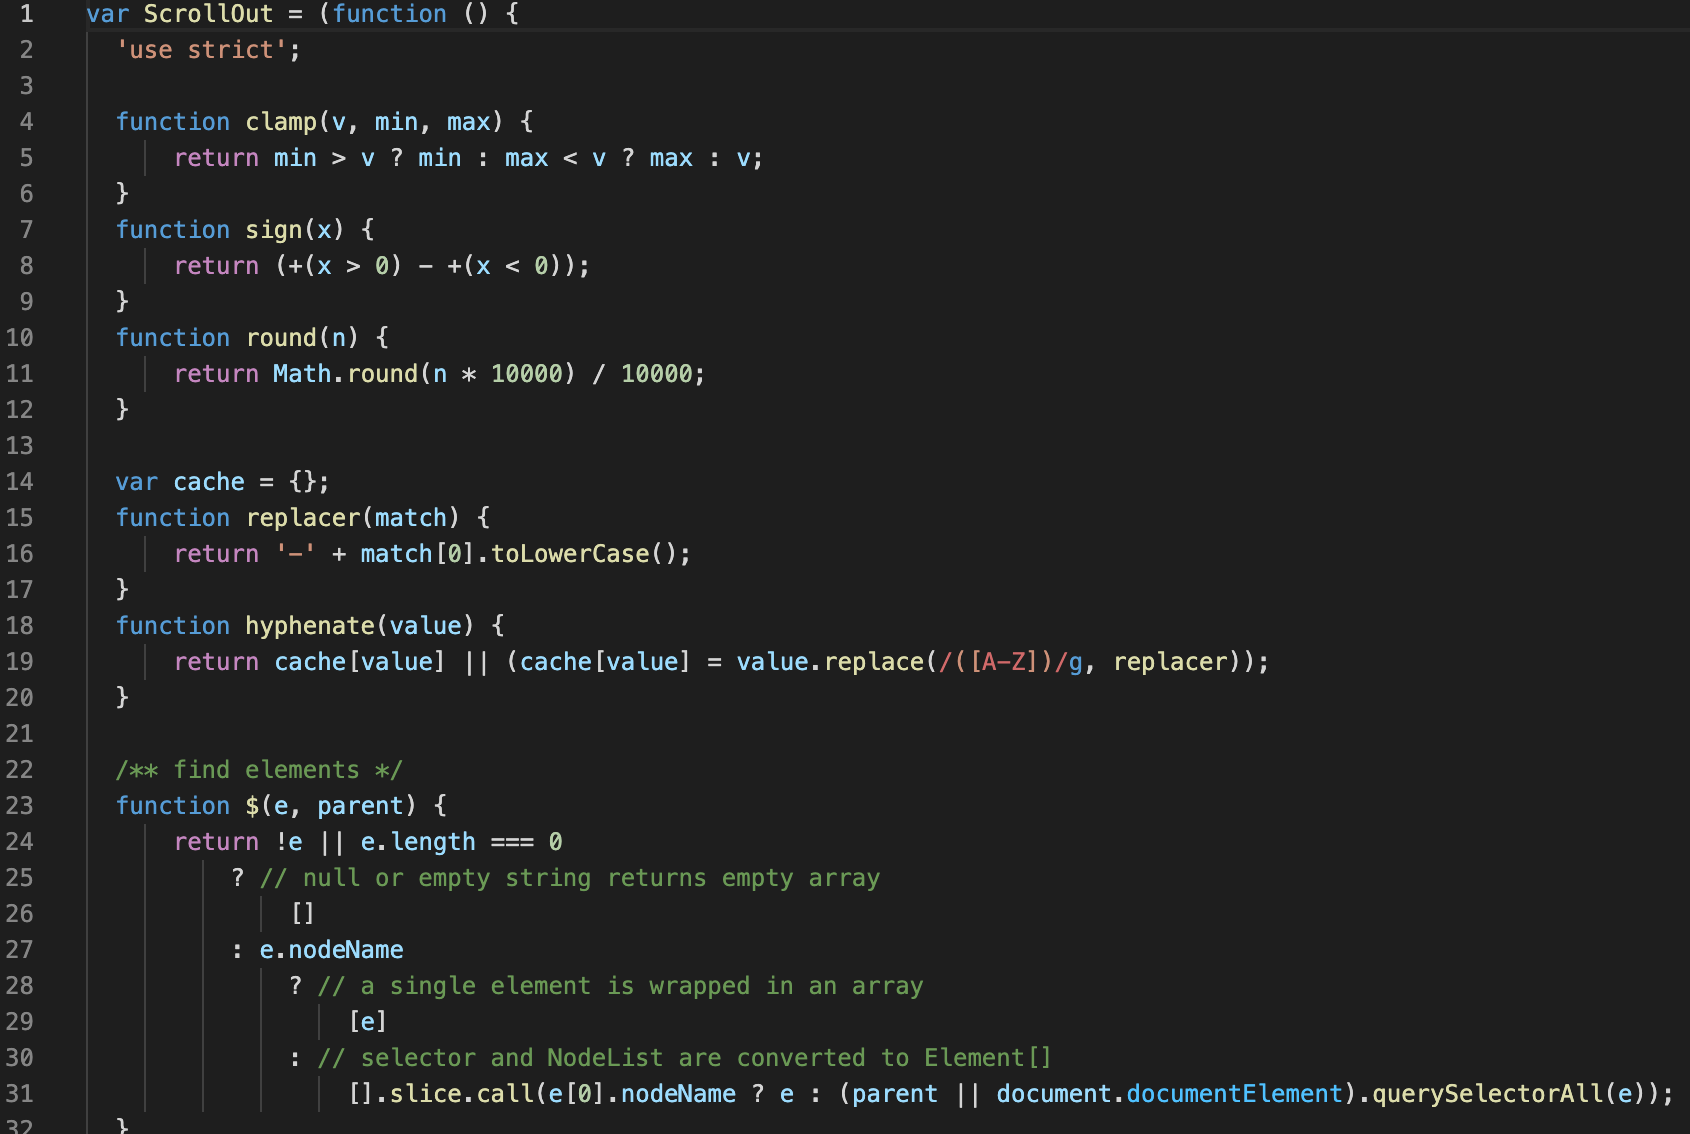 1 var ScrollOut = (function () {
2 'use strict';
3
4 function clamp(v, min, max) {
5 return min > v ? min : max < v ? max : v;
6 }
7 function sign(x) {
8 return (+(x > 0) - +(x < 0));
9 }
10 function round(n) {
11 return Math.round(n * 10000) / 10000;
12 }
13
14 var cache = {};
15 function replacer(match) {
16 return '-' + match[0].toLowerCase();
17 }
18 function hyphenate(value) {
19 return cache[value] || (cache[value] = value.replace(/([A-Z])/g, replacer));
20 }
21
22 /** find elements */
23 function $(e, parent) {
24 return !e || e.length === 0
25 ? // null or empty string returns empty array
26 []
27 : e.nodeName
28 ? // a single element is wrapped in an array
29 [e]
30 : // selector and NodeList are converted to Element[]
31 [].slice.call(e[0].nodeName ? e : (parent || document.documentElement).querySelectorAll(e));
32 }